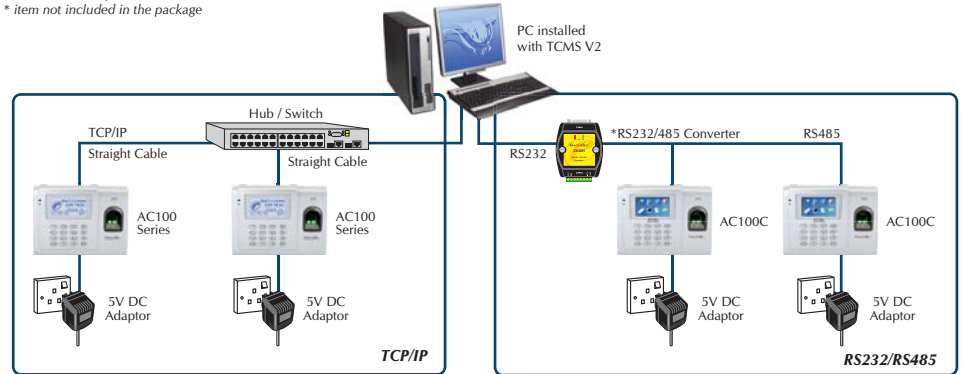 * item not included in the package
PC installed
with TCMS V2
Hub / Switch
TCP/IP
Straight Cable
Straight Cable
*RS232/485 Converter
RS485
RS232
AC100
Series
AC100
Series
AC100C
AC100C
5V DC
Adaptor
5V DC
Adaptor
5V DC
Adaptor
5V DC
Adaptor
TCP/IP
RS232/RS485